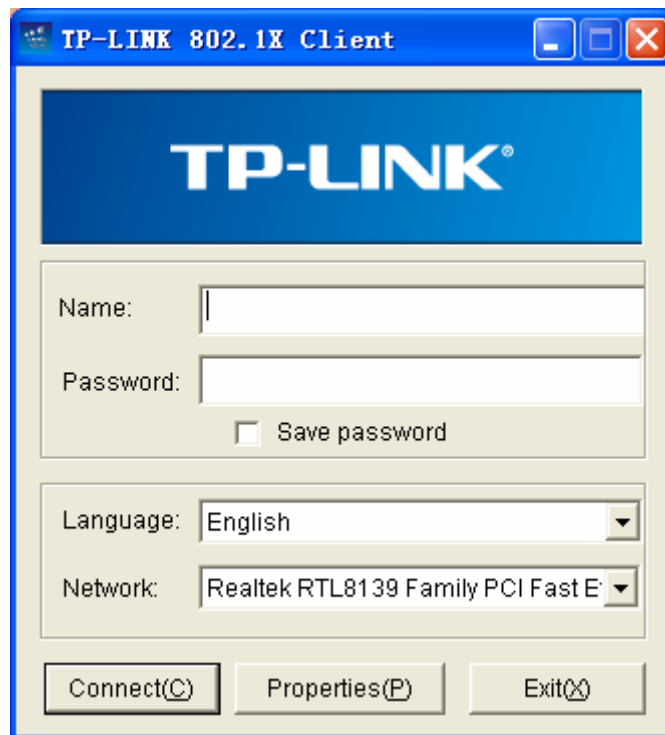 TP-LINK 802.1X Client
TP-LINK®
Name:
Password:
Save password
Language: English
Network: Realtek RTL8139 Family PCI Fast E
Connect(C) Properties(P) Exit(X)